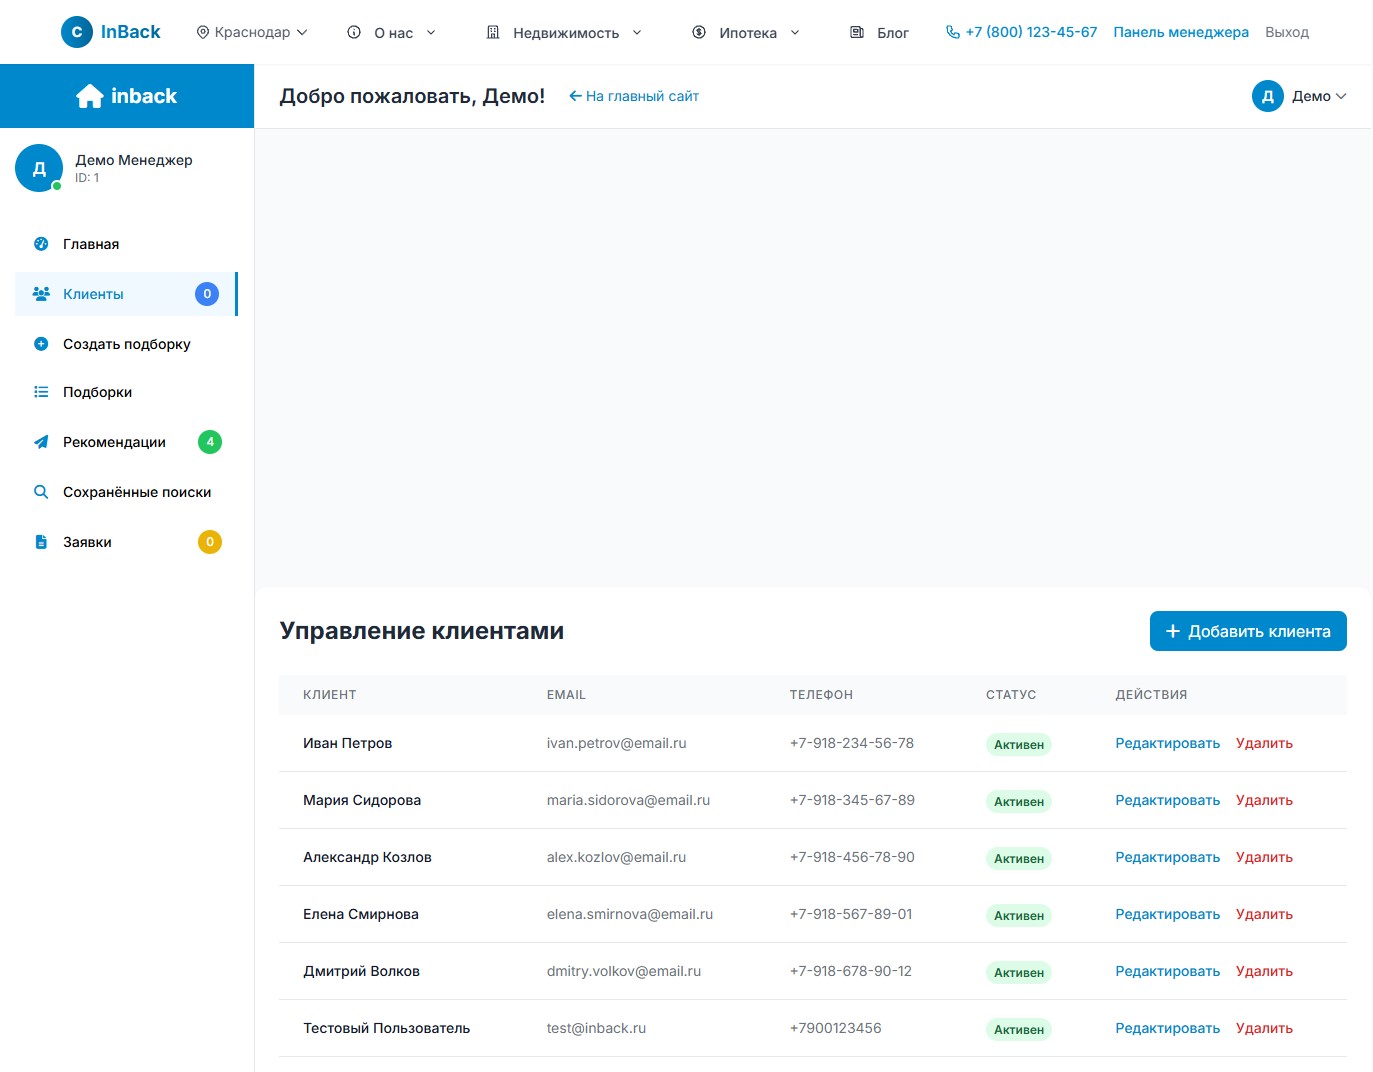 C InBack Краснодар О нас Недвижимость Ипотека Блог +7 (800) 123-45-67 Панель менеджера Выход
inback
Добро пожаловать, Демо! На главный сайт Д Демо
Д
Демо Менеджер
ID: 1
Главная
Клиенты 0
Создать подборку
Подборки
Рекомендации 4
Сохранённые поиски
Заявки 0
Управление клиентами + Добавить клиента
КЛИЕНТ EMAIL ТЕЛЕФОН СТАТУС ДЕЙСТВИЯ
Иван Петров ivan.petrov@email.ru +7-918-234-56-78 Активен Редактировать Удалить
Мария Сидорова maria.sidorova@email.ru +7-918-345-67-89 Активен Редактировать Удалить
Александр Козлов alex.kozlov@email.ru +7-918-456-78-90 Активен Редактировать Удалить
Елена Смирнова elena.smirnova@email.ru +7-918-567-89-01 Активен Редактировать Удалить
Дмитрий Волков dmitry.volkov@email.ru +7-918-678-90-12 Активен Редактировать Удалить
Тестовый Пользователь test@inback.ru +7900123456 Активен Редактировать Удалить